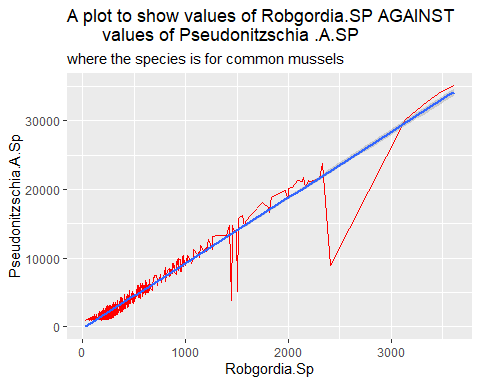 A plot to show values of Robgordia.SP AGAINST
values of Pseudonitzschia .A.SP
where the species is for common mussels
Pseudonitzschia.A.Sp
30000
20000
10000
0
0 1000 2000 3000
Robgordia.Sp